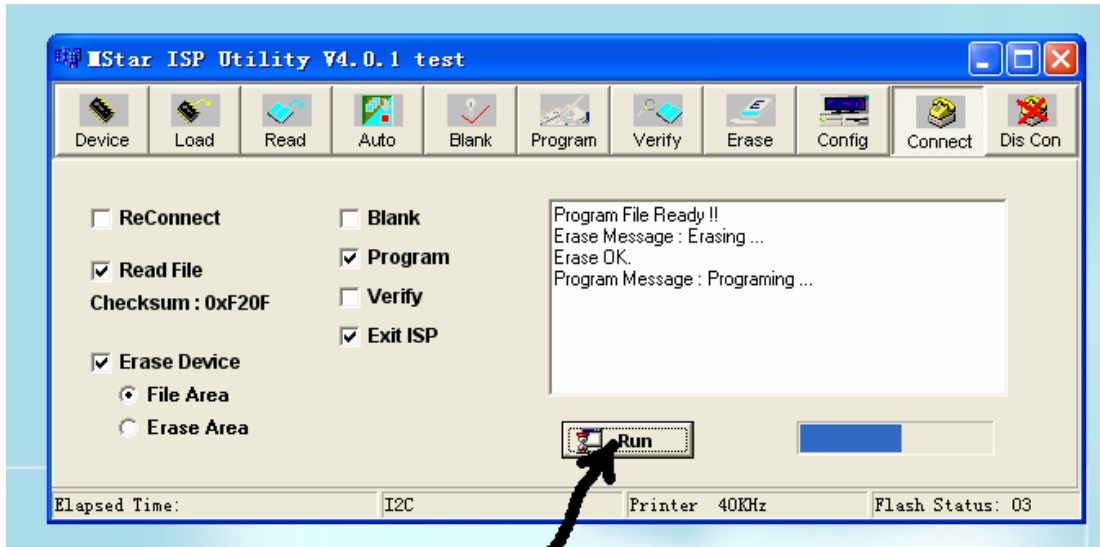 MStar ISP Utility V4.0.1 test
Device Load Read Auto Blank Program Verify Erase Config Connect Dis Con
ReConnect
Read File
Checksum : 0xF20F
Erase Device
File Area
Erase Area
Blank
Program
Verify
Exit ISP
Program File Ready !!
Erase Message : Erasing ...
Erase OK.
Program Message : Programing ...
Run
Elapsed Time: I2C Printer 40KHz Flash Status: 03